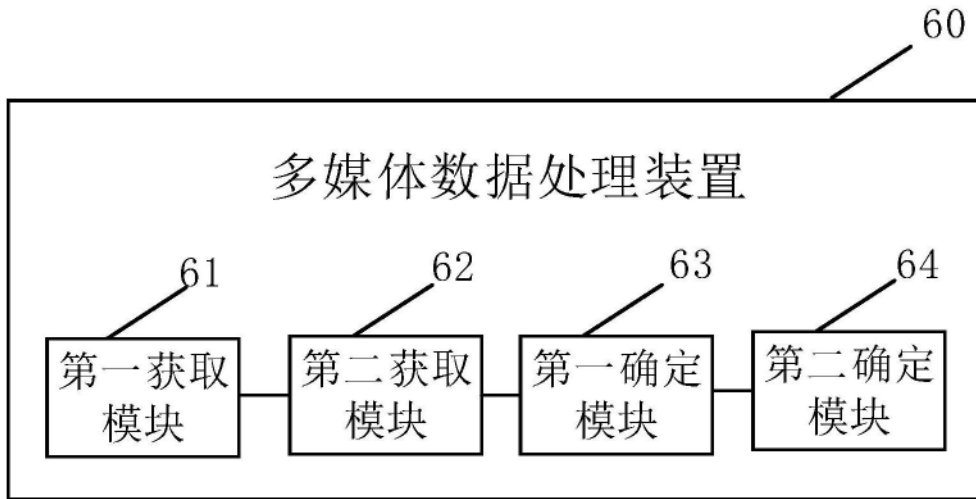 60
多媒体数据处理装置
61
62
63
64
第一获取
模块
第二获取
模块
第一确定
模块
第二确定
模块